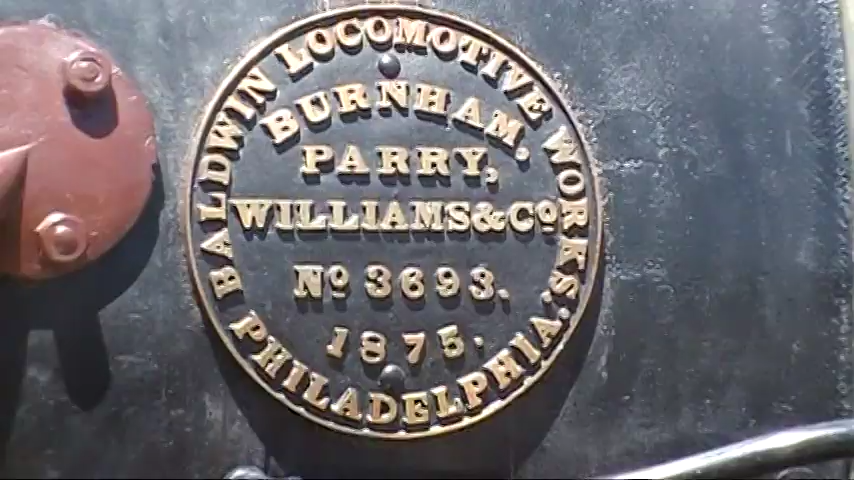 BALDWIN LOCOMOTIVE WORKS.
BURNHAM,
PARRY,
WILLIAMS & Cº
Nº 3693.
1875.
PHILADELPHIA.